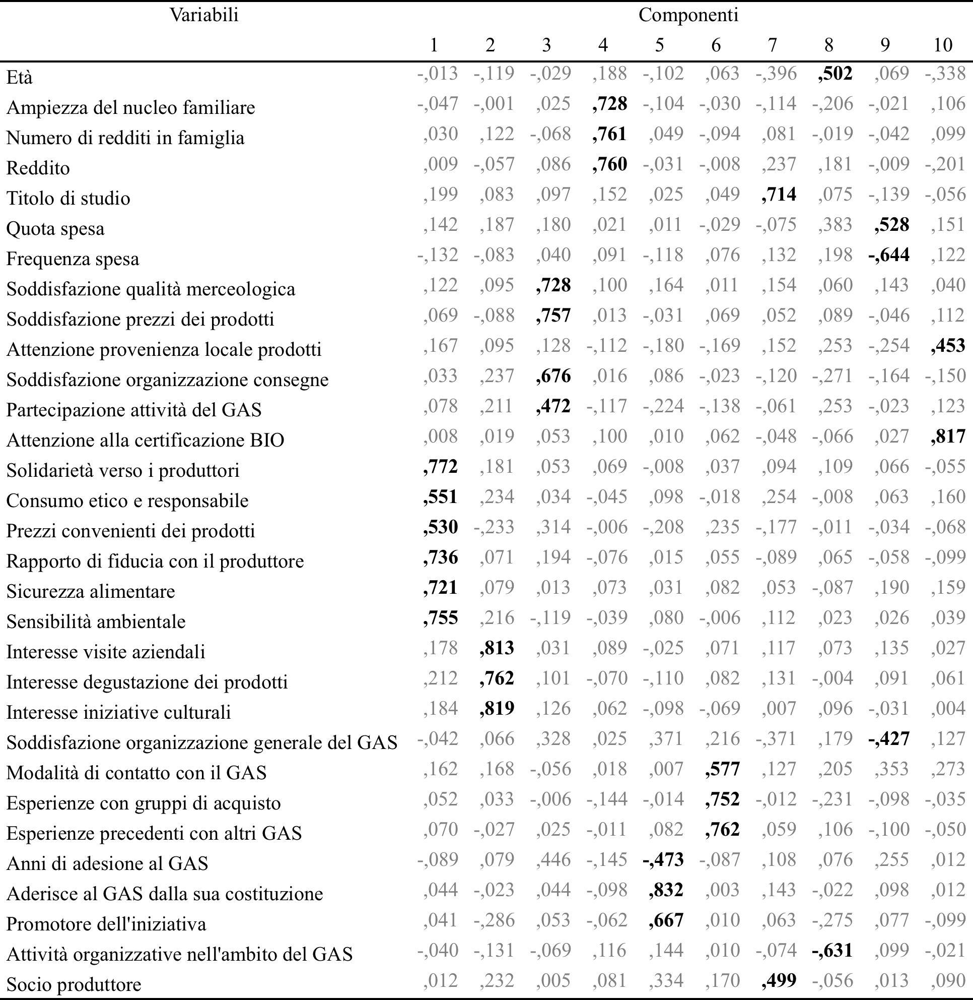 Variabili Componenti
1 2 3 4 5 6 7 8 9 10
Età -,013 -,119 -,029 ,188 -,102 ,063 -,396 ,502 ,069 -,338
Ampiezza del nucleo familiare -,047 -,001 ,025 ,728 -,104 -,030 -,114 -,206 -,021 ,106
Numero di redditi in famiglia ,030 ,122 -,068 ,761 ,049 -,094 ,081 -,019 -,042 ,099
Reddito ,009 -,057 ,086 ,760 -,031 -,008 ,237 ,181 -,009 -,201
Titolo di studio ,199 ,083 ,097 ,152 ,025 ,049 ,714 ,075 -,139 -,056
Quota spesa ,142 ,187 ,180 ,021 ,011 -,029 -,075 ,383 ,528 ,151
Frequenza spesa -,132 -,083 ,040 ,091 -,118 ,076 ,132 ,198 -,644 ,122
Soddisfazione qualità merceologica ,122 ,095 ,728 ,100 ,164 ,011 ,154 ,060 ,143 ,040
Soddisfazione prezzi dei prodotti ,069 -,088 ,757 ,013 -,031 ,069 ,052 ,089 -,046 ,112
Attenzione provenienza locale prodotti ,167 ,095 ,128 -,112 -,180 -,169 ,152 ,253 -,254 ,453
Soddisfazione organizzazione consegne ,033 ,237 ,676 ,016 ,086 -,023 -,120 -,271 -,164 -,150
Partecipazione attività del GAS ,078 ,211 ,472 -,117 -,224 -,138 -,061 ,253 -,023 ,123
Attenzione alla certificazione BIO ,008 ,019 ,053 ,100 ,010 ,062 -,048 -,066 ,027 ,817
Solidarietà verso i produttori ,772 ,181 ,053 ,069 -,008 ,037 ,094 ,109 ,066 -,055
Consumo etico e responsabile ,551 ,234 ,034 -,045 ,098 -,018 ,254 -,008 ,063 ,160
Prezzi convenienti dei prodotti ,530 -,233 ,314 -,006 -,208 ,235 -,177 -,011 -,034 -,068
Rapporto di fiducia con il produttore ,736 ,071 ,194 -,076 ,015 ,055 -,089 ,065 -,058 -,099
Sicurezza alimentare ,721 ,079 ,013 ,073 ,031 ,082 ,053 -,087 ,190 ,159
Sensibilità ambientale ,755 ,216 -,119 -,039 ,080 -,006 ,112 ,023 ,026 ,039
Interesse visite aziendali ,178 ,813 ,031 ,089 -,025 ,071 ,117 ,073 ,135 ,027
Interesse degustazione dei prodotti ,212 ,762 ,101 -,070 -,110 ,082 ,131 -,004 ,091 ,061
Interesse iniziative culturali ,184 ,819 ,126 ,062 -,098 -,069 ,007 ,096 -,031 ,004
Soddisfazione organizzazione generale del GAS -,042 ,066 ,328 ,025 ,371 ,216 -,371 ,179 -,427 ,127
Modalità di contatto con il GAS ,162 ,168 -,056 ,018 ,007 ,577 ,127 ,205 ,353 ,273
Esperienze con gruppi di acquisto ,052 ,033 -,006 -,144 -,014 ,752 -,012 -,231 -,098 -,035
Esperienze precedenti con altri GAS ,070 -,027 ,025 -,011 ,082 ,762 ,059 ,106 -,100 -,050
Anni di adesione al GAS -,089 ,079 ,446 -,145 -,473 -,087 ,108 ,076 ,255 ,012
Aderisce al GAS dalla sua costituzione ,044 -,023 ,044 -,098 ,832 ,003 ,143 -,022 ,098 ,012
Promotore dell'iniziativa ,041 -,286 ,053 -,062 ,667 ,010 ,063 -,275 ,077 -,099
Attività organizzative nell'ambito del GAS -,040 -,131 -,069 ,116 ,144 ,010 -,074 -,631 ,099 -,021
Socio produttore ,012 ,232 ,005 ,081 ,334 ,170 ,499 -,056 ,013 ,090